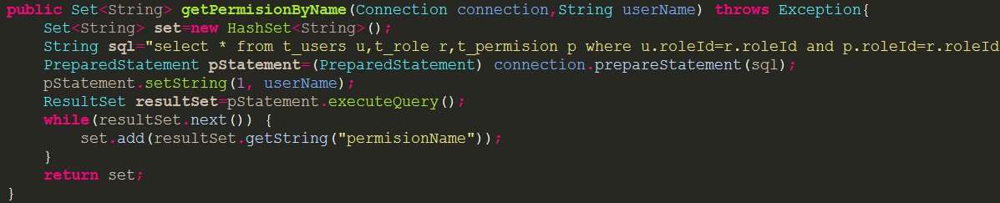 public Set<String> getPermisionByName(Connection connection,String userName) throws Exception{
    Set<String> set=new HashSet<String>();
    String sql="select * from t_users u,t_role r,t_permision p where u.roleId=r.roleId and p.roleId=r.roleId
    PreparedStatement pStatement=(PreparedStatement) connection.prepareStatement(sql);
    pStatement.setString(1, userName);
    ResultSet resultSet=pStatement.executeQuery();
    while(resultSet.next()) {
        set.add(resultSet.getString("permisionName"));
    }
    return set;
}